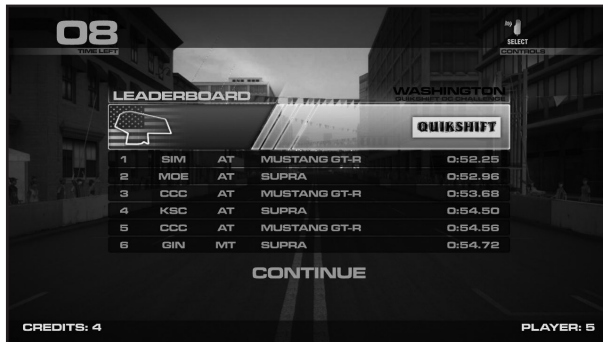 08
TIME LEFT
SELECT
CONTROLS
LEADERBOARD
WASHINGTON
QUIKSHIFT GO CHALLENGE
QUIKSHIFT
1 SIM AT MUSTANG GT-R 0:52.25
2 MOE AT SUPRA 0:52.96
3 CCC AT MUSTANG GT-R 0:53.68
4 KSC AT SUPRA 0:54.50
5 CCC AT MUSTANG GT-R 0:54.56
6 GIN MT SUPRA 0:54.72
CONTINUE
CREDITS: 4
PLAYER: 5